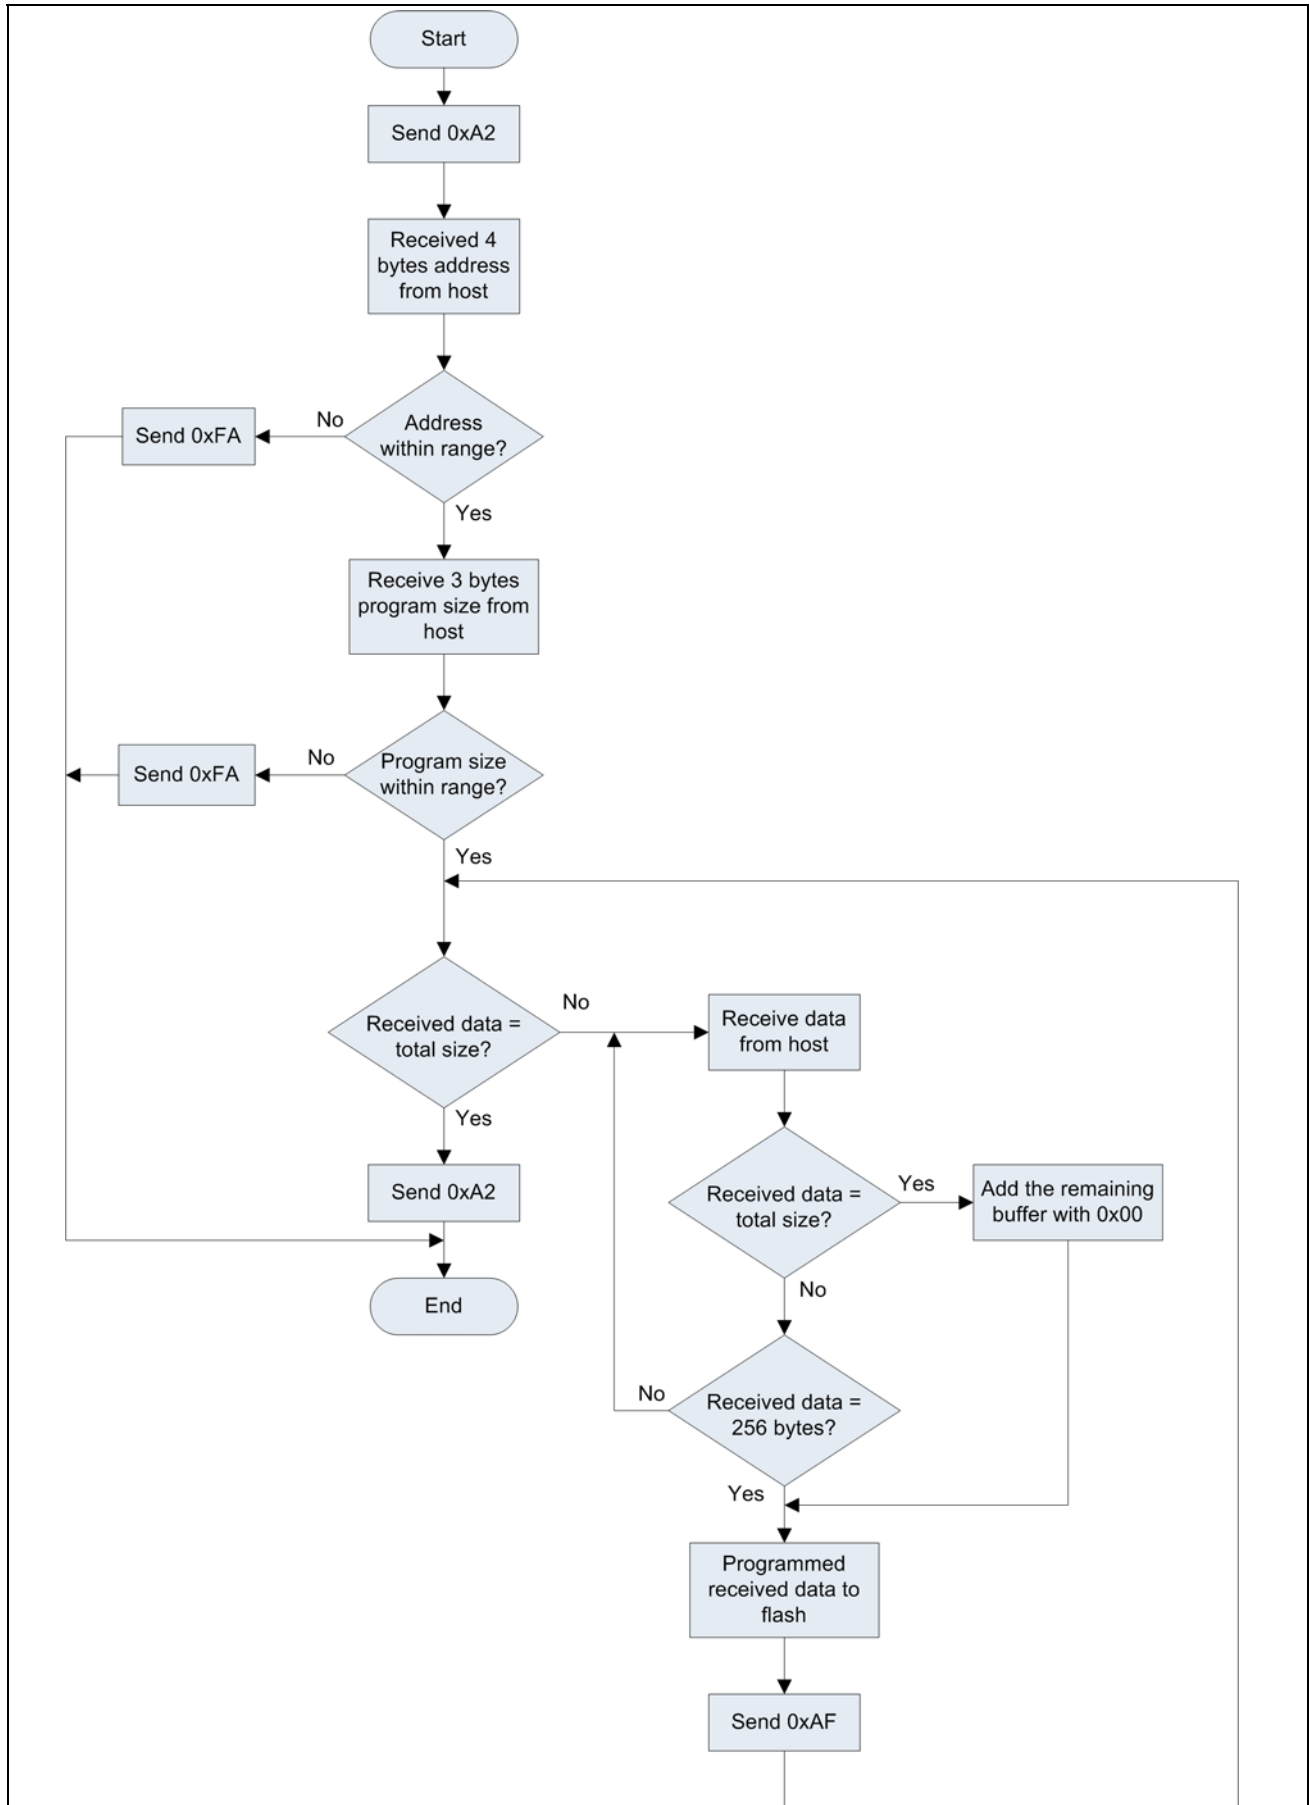 Start
Send 0xA2
Received 4
bytes address
from host
Address
within range?
No
Send 0xFA
Yes
Receive 3 bytes
program size from
host
Program size
within range?
No
Send 0xFA
Yes
Received data =
total size?
No
Yes
Send 0xA2
End
Receive data
from host
Received data =
total size?
Yes
Add the remaining
buffer with 0x00
No
Received data =
256 bytes?
No
Yes
Programmed
received data to
flash
Send 0xAF